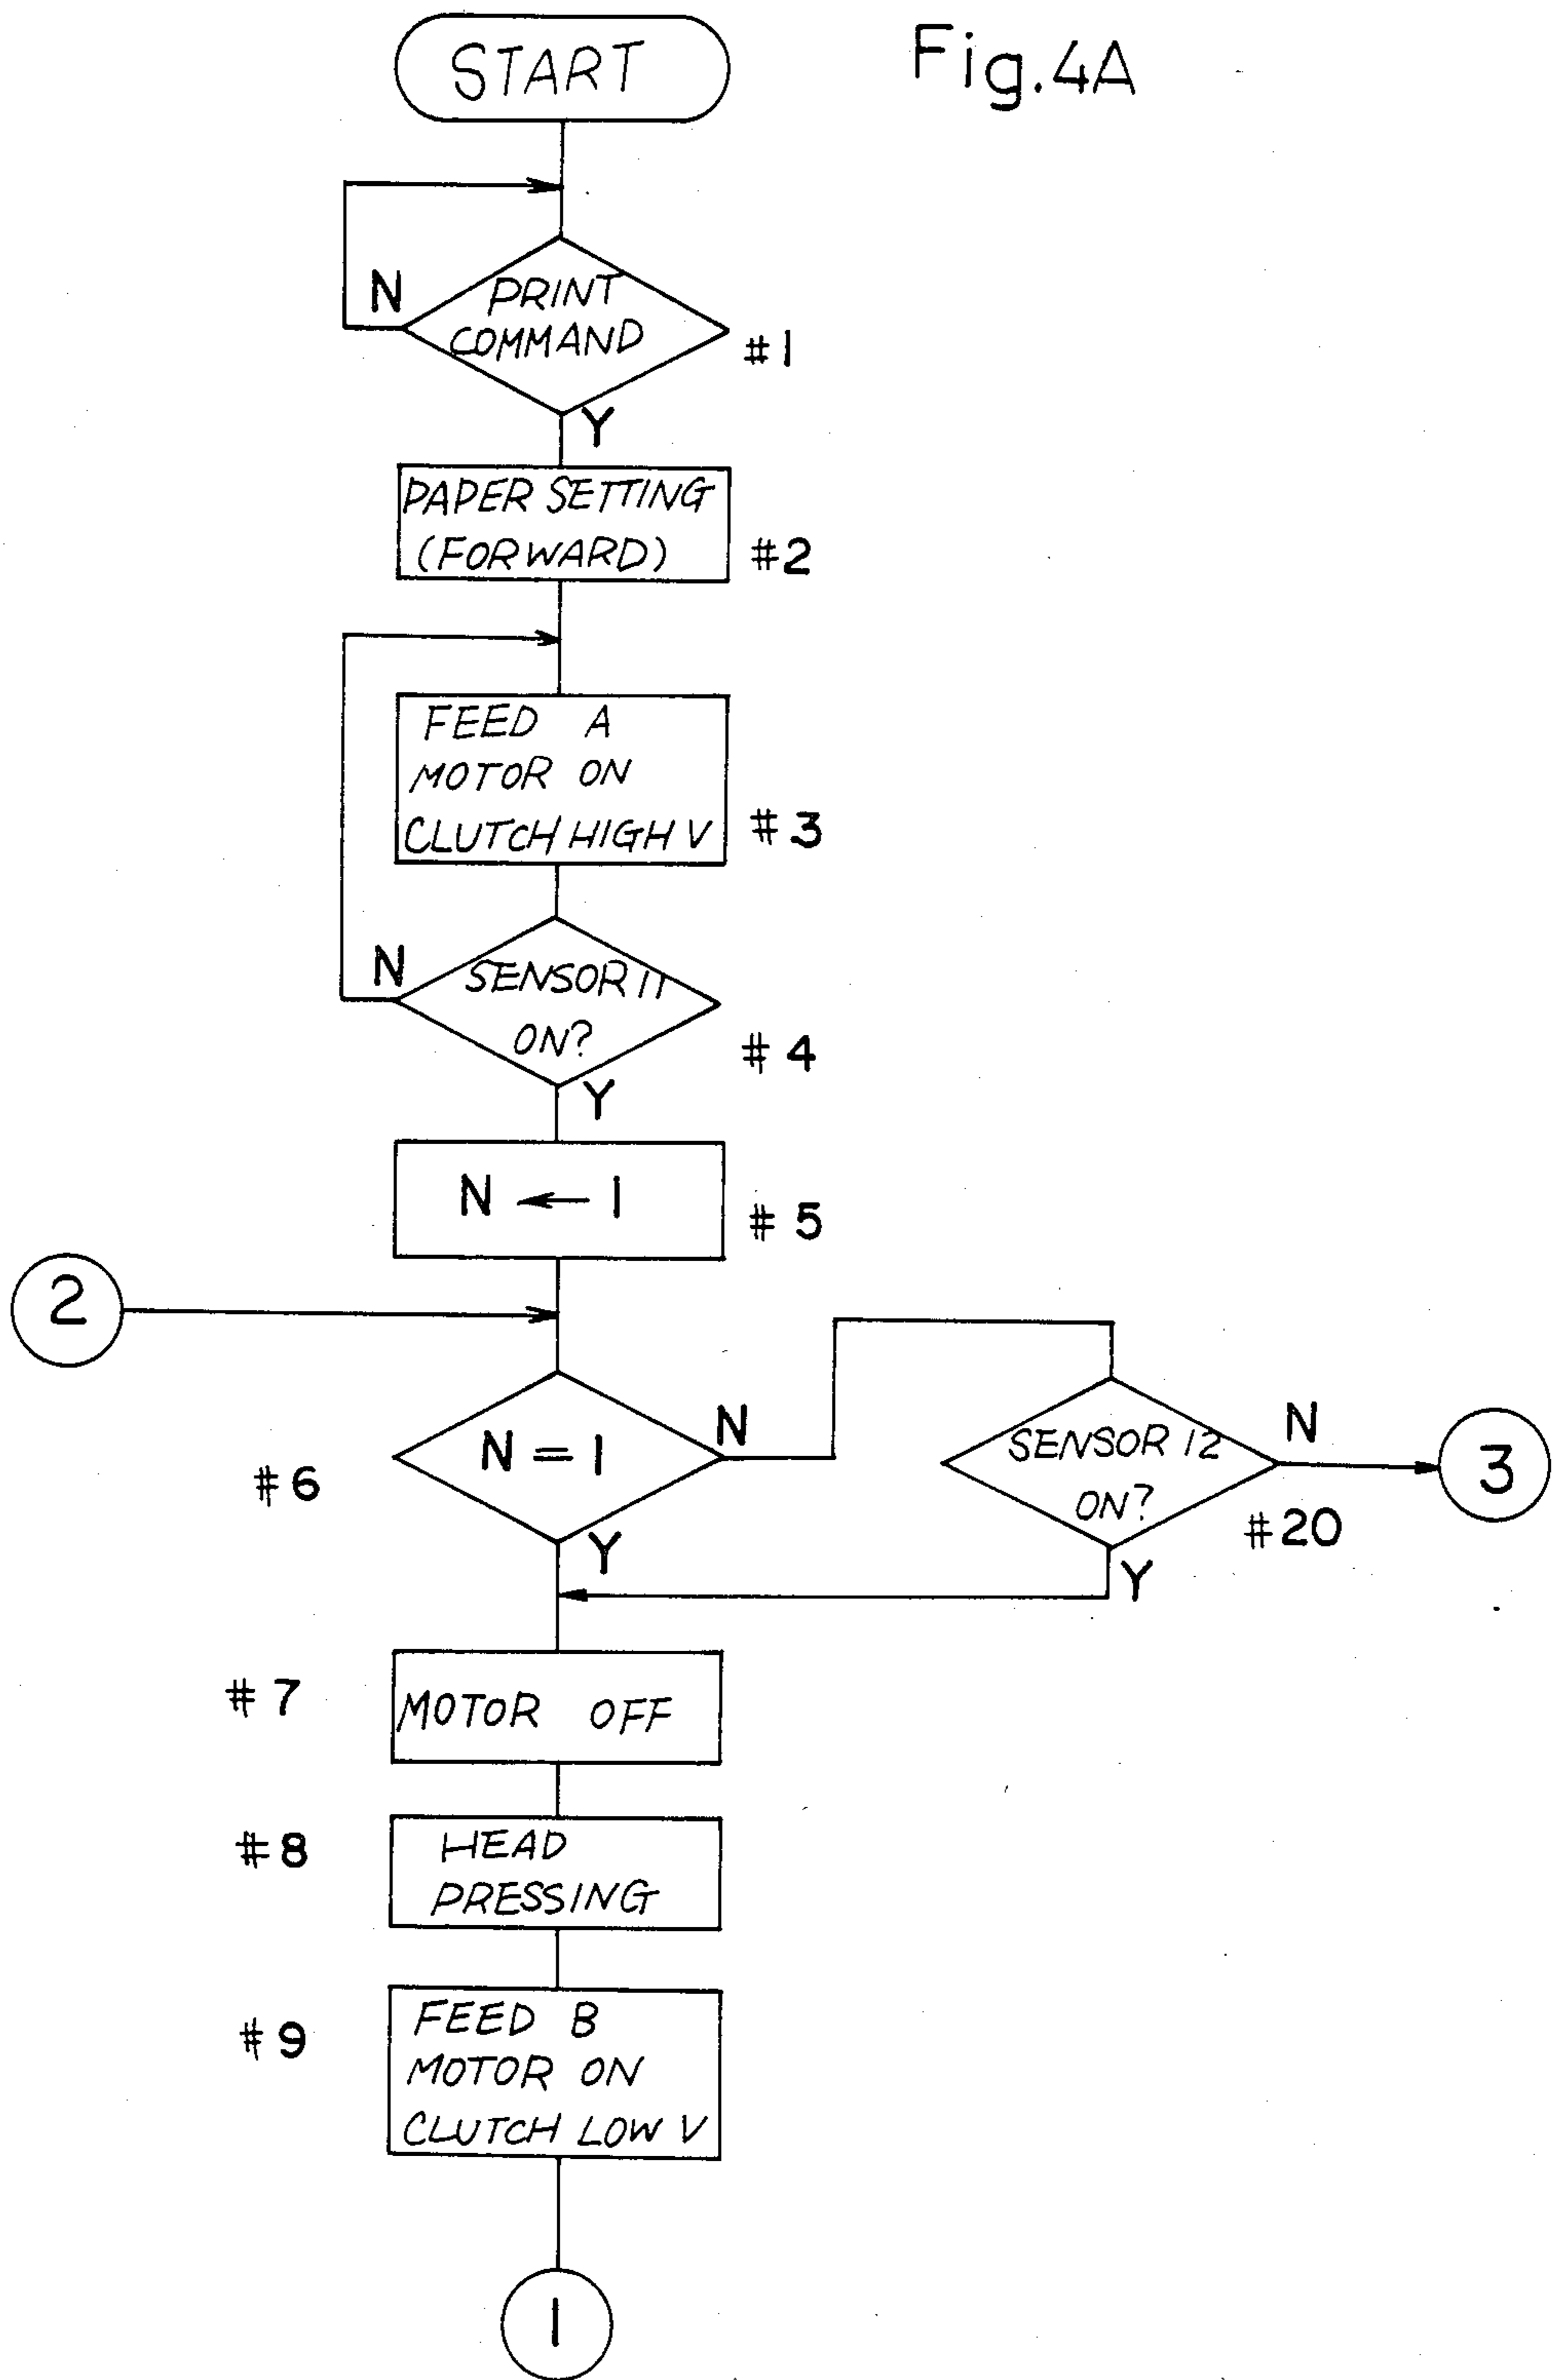 Fig.4A
START
N
PRINT
COMMAND
#1
Y
PAPER SETTING
(FORWARD)
#2
FEED A
MOTOR ON
CLUTCH HIGH V
#3
N
SENSOR 11
ON?
#4
Y
N ← 1
#5
2
N = 1
N
#6
Y
SENSOR 12
ON?
N
3
#20
Y
#7
MOTOR OFF
#8
HEAD
PRESSING
#9
FEED B
MOTOR ON
CLUTCH LOW V
1